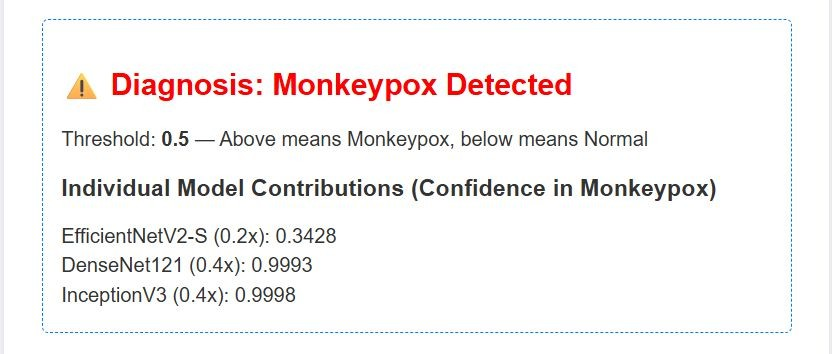 Diagnosis: Monkeypox Detected
Threshold: 0.5 — Above means Monkeypox, below means Normal
Individual Model Contributions (Confidence in Monkeypox)
EfficientNetV2-S (0.2x): 0.3428
DenseNet121 (0.4x): 0.9993
InceptionV3 (0.4x): 0.9998